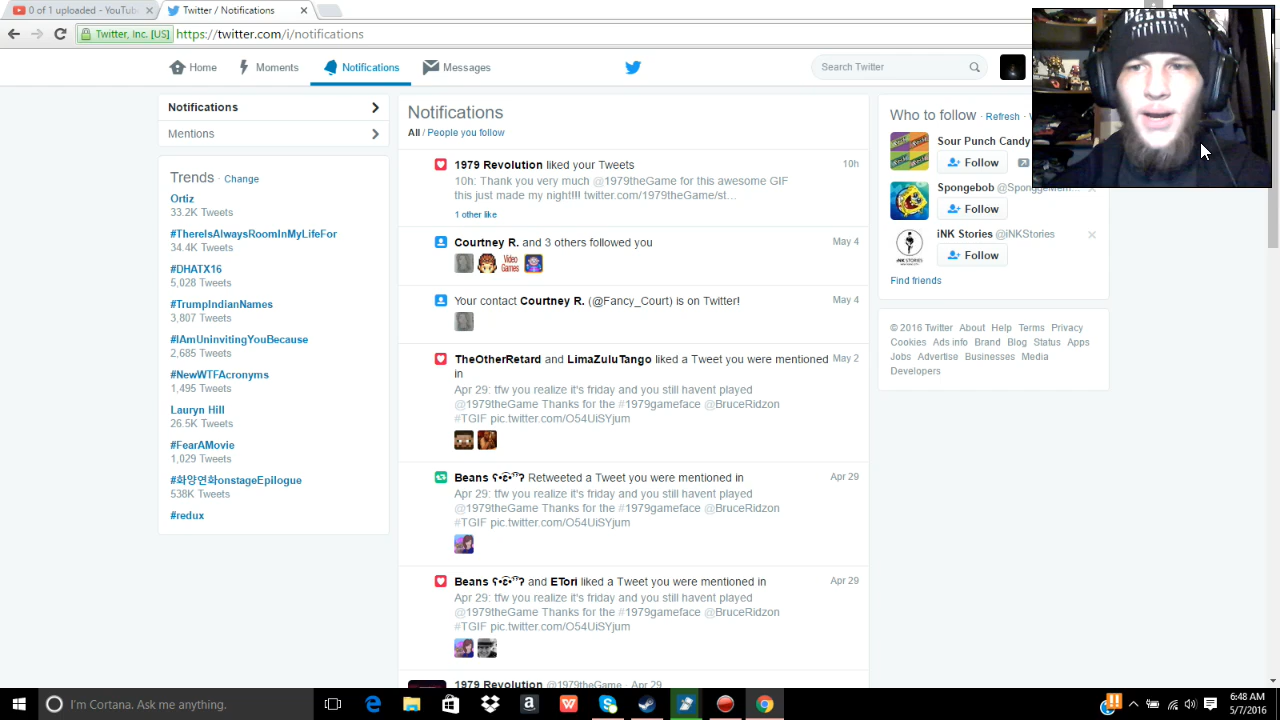 0 of 1 uploaded - YouTube
Twitter / Notifications
Twitter, Inc. [US] https://twitter.com/i/notifications
Home
Moments
Notifications
Messages
Search Twitter
Notifications
Mentions
Trends · Change
Ortiz
33.2K Tweets
#ThereIsAlwaysRoomInMyLifeFor
34.4K Tweets
#DHATX16
5,028 Tweets
#TrumpIndianNames
3,807 Tweets
#IAmUninvitingYouBecause
2,685 Tweets
#NewWTFAcronyms
1,495 Tweets
Lauryn Hill
26.5K Tweets
#FearAMovie
1,029 Tweets
#화양연화onstageEpilogue
538K Tweets
#redux
Notifications
All / People you follow
1979 Revolution liked your Tweets 10h
10h: Thank you very much @1979theGame for this awesome GIF
this just made my night!!! twitter.com/1979theGame/st…
1 other like
Courtney R. and 3 others followed you May 4
Video
Games
Your contact Courtney R. (@Fancy_Court) is on Twitter! May 4
TheOtherRetard and LimaZuluTango liked a Tweet you were mentioned May 2
in
Apr 29: tfw you realize it's friday and you still havent played
@1979theGame Thanks for the #1979gameface @BruceRidzon
#TGIF pic.twitter.com/O54UiSYjum
Beans Retweeted a Tweet you were mentioned in Apr 29
Apr 29: tfw you realize it's friday and you still havent played
@1979theGame Thanks for the #1979gameface @BruceRidzon
#TGIF pic.twitter.com/O54UiSYjum
Beans and ETori liked a Tweet you were mentioned in Apr 29
Apr 29: tfw you realize it's friday and you still havent played
@1979theGame Thanks for the #1979gameface @BruceRidzon
#TGIF pic.twitter.com/O54UiSYjum
1979 Revolution @1979theGame · Apr 29
Who to follow · Refresh ·
Sour Punch Candy
Follow
Spongebob
Follow
iNK Stories @iNKStories
Follow
Find friends
© 2016 Twitter About Help Terms Privacy
Cookies Ads info Brand Blog Status Apps
Jobs Advertise Businesses Media
Developers
I'm Cortana. Ask me anything.
6:48 AM
5/7/2016